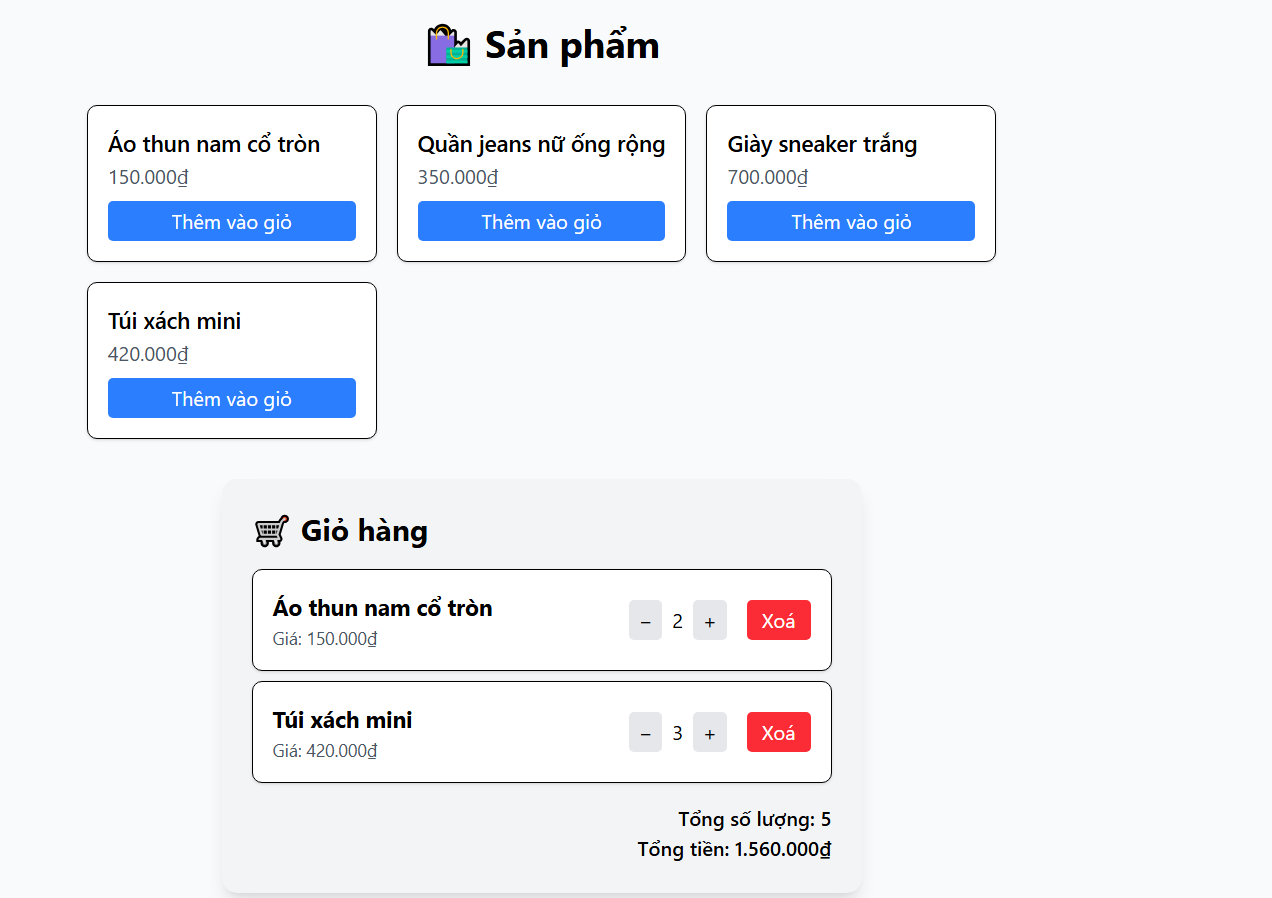 Sản phẩm
Áo thun nam cổ tròn
150.000₫
Thêm vào giỏ
Quần jeans nữ ống rộng
350.000₫
Thêm vào giỏ
Giày sneaker trắng
700.000₫
Thêm vào giỏ
Túi xách mini
420.000₫
Thêm vào giỏ
Giỏ hàng
Áo thun nam cổ tròn
Giá: 150.000₫
− 2 + Xoá
Túi xách mini
Giá: 420.000₫
− 3 + Xoá
Tổng số lượng: 5
Tổng tiền: 1.560.000₫